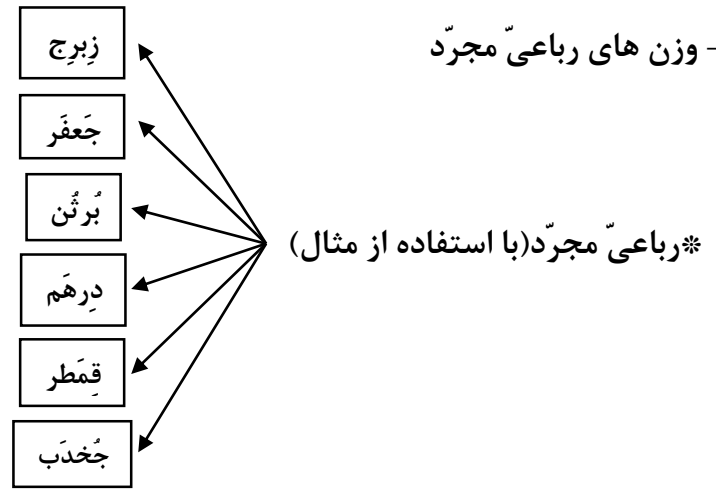 - وزن های رباعیّ مجرّد
*رباعیّ مجرّد(با استفاده از مثال)
زِبرِج
جَعفَر
بُرثُن
دِرهَم
قِمَطر
جُخدَب